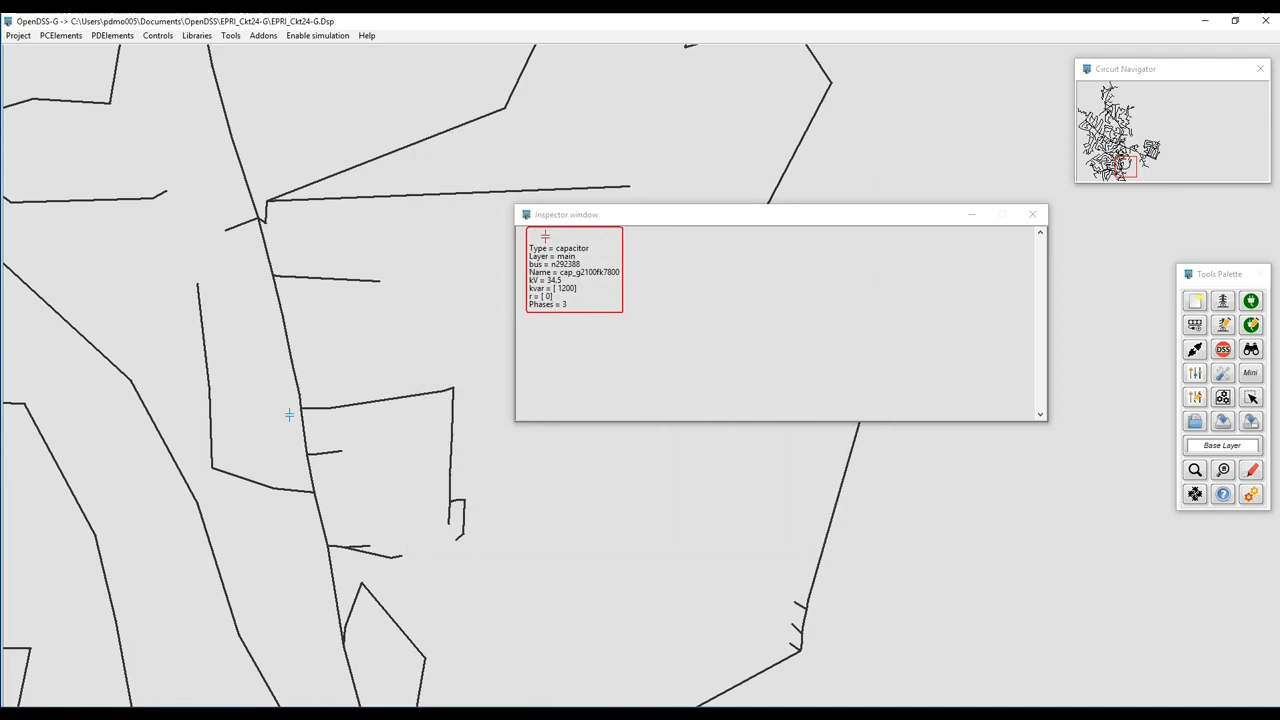 OpenDSS-G -> C:\Users\pdmo005\Documents\OpenDSS\EPRI_Ckt24-G\EPRI_Ckt24-G.Dsp
Project PCElements PDElements Controls Libraries Tools Addons Enable simulation Help
Circuit Navigator
Inspector window
Type = capacitor
Layer = main
bus = n292388
Name = cap_g2100fk7800
kV = 34.5
kvar = [ 1200]
r = [ 0]
Phases = 3
Tools Palette
DSS
Mini
Base Layer